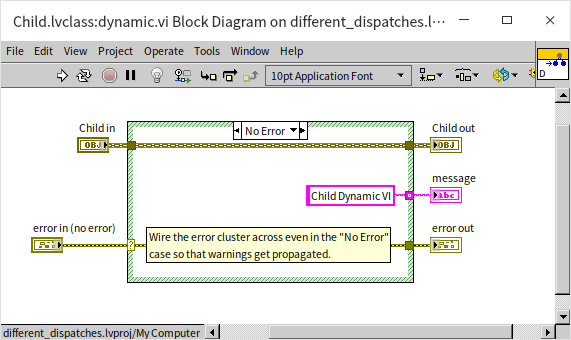 Child.lvclass:dynamic.vi Block Diagram on different_dispatches.l...
File Edit View Project Operate Tools Window Help
10pt Application Font
D
No Error
Child in
OBJ
Child out
OBJ
message
Child Dynamic VI
abc
error in (no error)
?
Wire the error cluster across even in the "No Error"
case so that warnings get propagated.
error out
different_dispatches.lvproj/My Computer